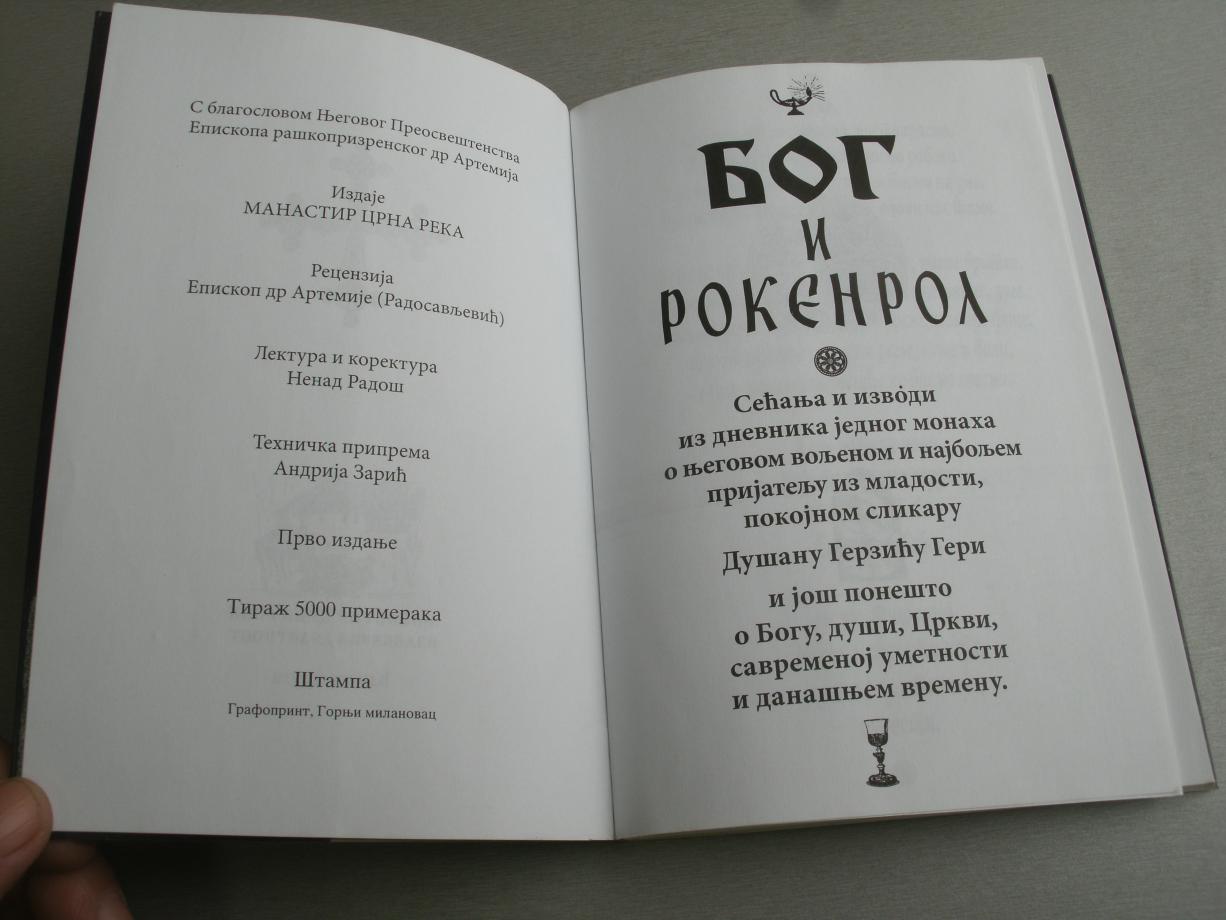 С благословом Његовог Преосвештенства
Епископа рашкопризренског др Артемија
Издаје
МАНАСТИР ЦРНА РЕКА
Рецензија
Епископ др Артемије (Радосављевић)
Лектура и коректура
Ненад Радош
Техничка припрема
Андрија Зарић
Прво издање
Тираж 5000 примерака
Штампа
Графопринт, Горњи милановац
БОГ
И
РОКЕНРОЛ
Сећања и изводи
из дневника једног монаха
о његовом вољеном и најбољем
пријатељу из младости,
покојном сликару
Душану Герзићу Гери
и још понешто
о Богу, души, Цркви,
савременој уметности
и данашњем времену.